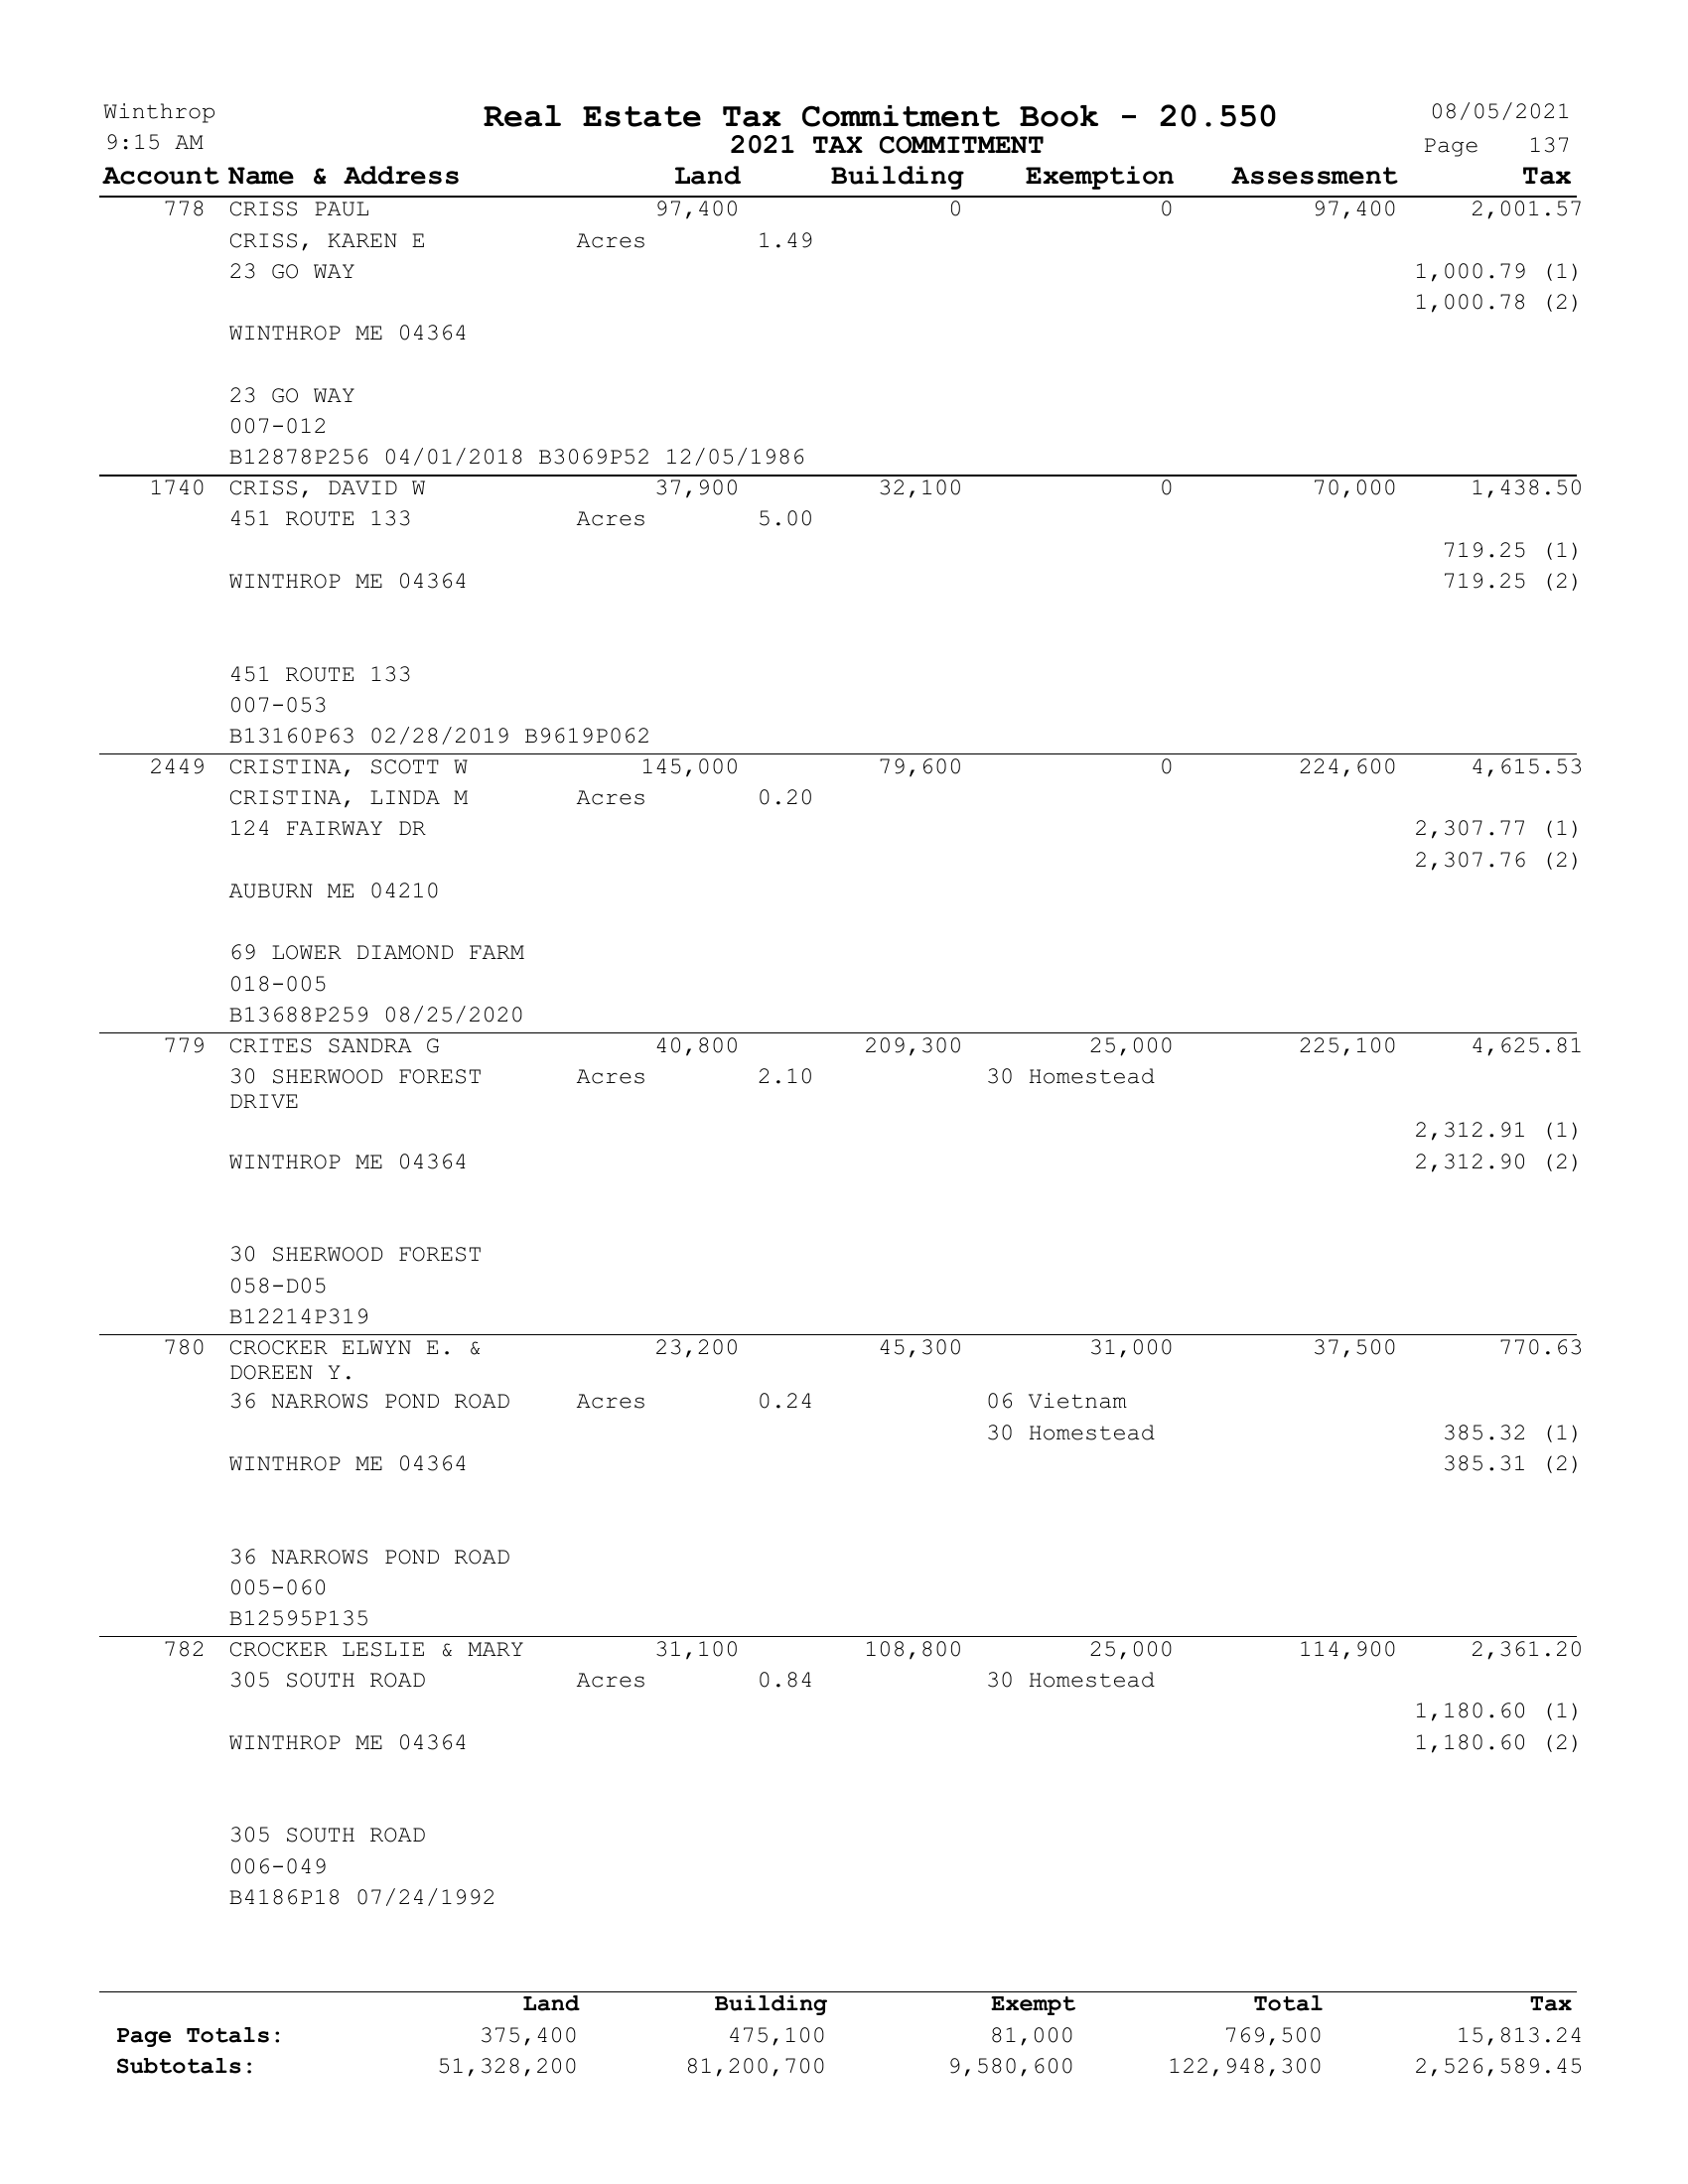 Winthrop Real Estate Tax Commitment Book - 20.550 08/05/2021
9:15 AM 2021 TAX COMMITMENT Page 137
Account Name & Address Land Building Exemption Assessment Tax
778 CRISS PAUL 97,400 0 0 97,400 2,001.57
CRISS, KAREN E Acres 1.49
23 GO WAY 1,000.79 (1)
1,000.78 (2)
WINTHROP ME 04364
23 GO WAY
007-012
B12878P256 04/01/2018 B3069P52 12/05/1986
1740 CRISS, DAVID W 37,900 32,100 0 70,000 1,438.50
451 ROUTE 133 Acres 5.00
719.25 (1)
WINTHROP ME 04364 719.25 (2)
451 ROUTE 133
007-053
B13160P63 02/28/2019 B9619P062
2449 CRISTINA, SCOTT W 145,000 79,600 0 224,600 4,615.53
CRISTINA, LINDA M Acres 0.20
124 FAIRWAY DR 2,307.77 (1)
2,307.76 (2)
AUBURN ME 04210
69 LOWER DIAMOND FARM
018-005
B13688P259 08/25/2020
779 CRITES SANDRA G 40,800 209,300 25,000 225,100 4,625.81
30 SHERWOOD FOREST Acres 2.10 30 Homestead
DRIVE
2,312.91 (1)
WINTHROP ME 04364 2,312.90 (2)
30 SHERWOOD FOREST
058-D05
B12214P319
780 CROCKER ELWYN E. & 23,200 45,300 31,000 37,500 770.63
DOREEN Y.
36 NARROWS POND ROAD Acres 0.24 06 Vietnam
30 Homestead 385.32 (1)
WINTHROP ME 04364 385.31 (2)
36 NARROWS POND ROAD
005-060
B12595P135
782 CROCKER LESLIE & MARY 31,100 108,800 25,000 114,900 2,361.20
305 SOUTH ROAD Acres 0.84 30 Homestead
1,180.60 (1)
WINTHROP ME 04364 1,180.60 (2)
305 SOUTH ROAD
006-049
B4186P18 07/24/1992
Land Building Exempt Total Tax
Page Totals: 375,400 475,100 81,000 769,500 15,813.24
Subtotals: 51,328,200 81,200,700 9,580,600 122,948,300 2,526,589.45